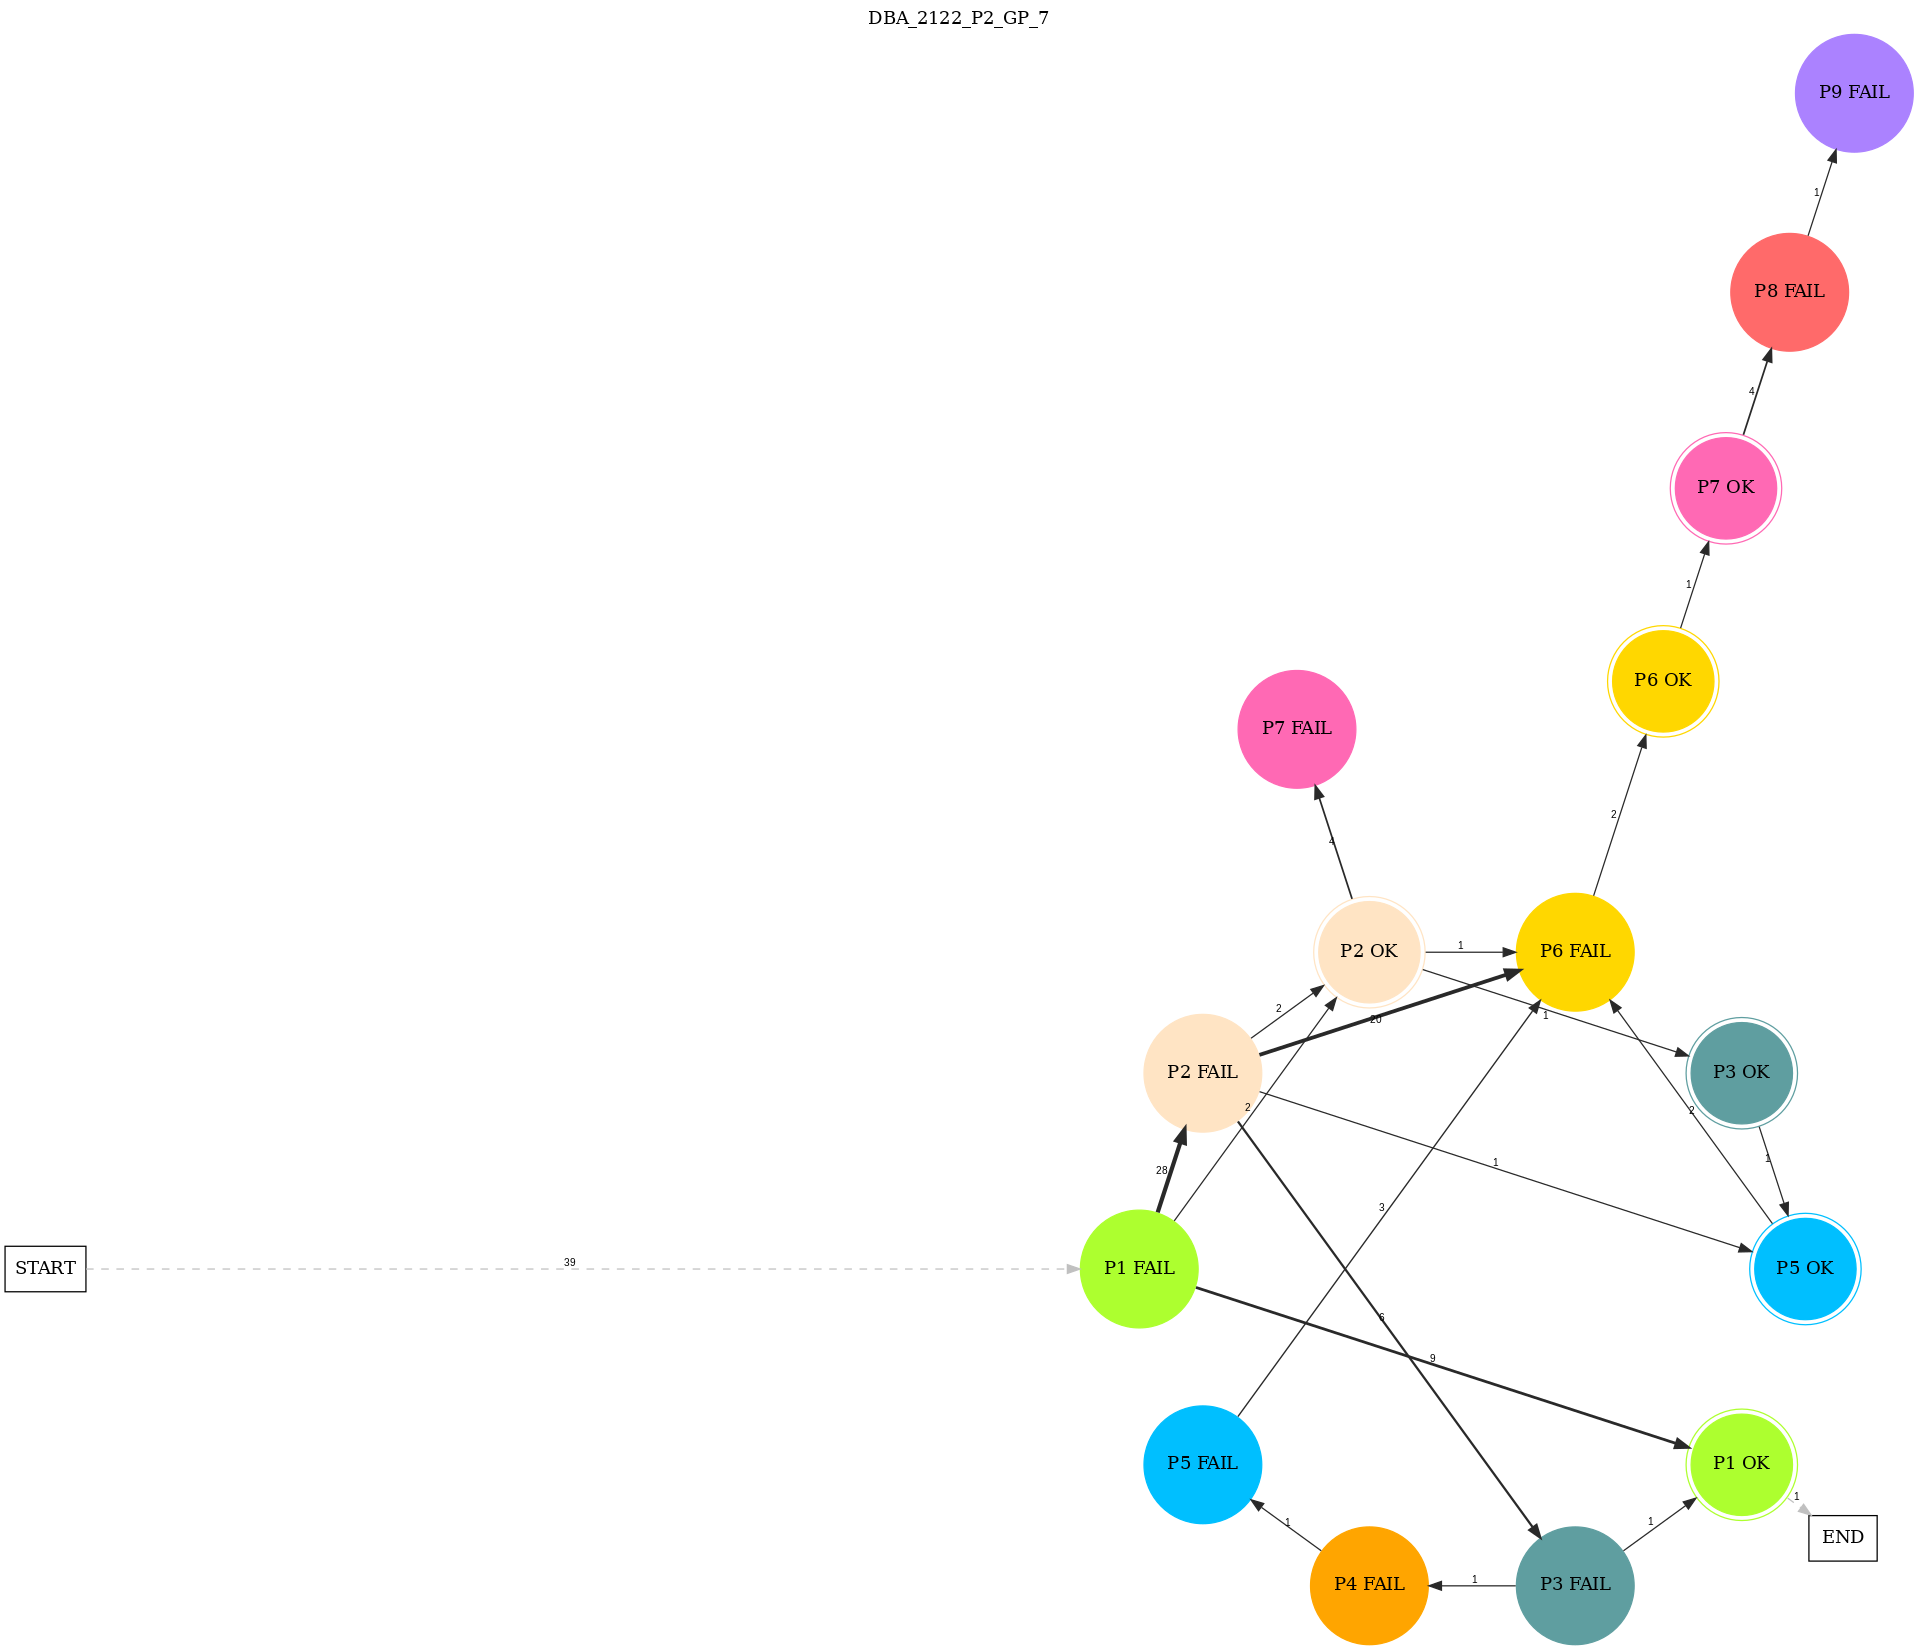 DBA_2122_P2_GP_7
P9 FAIL
1
P8 FAIL
4
P7 OK
1
P6 OK
P7 FAIL
2
4
P2 OK
1
P6 FAIL
2
20
1
P2 FAIL
P3 OK
2
2
28
1
1
3
START
39
P1 FAIL
P5 OK
6
9
P5 FAIL
P1 OK
1
1
1
END
1
P4 FAIL
P3 FAIL